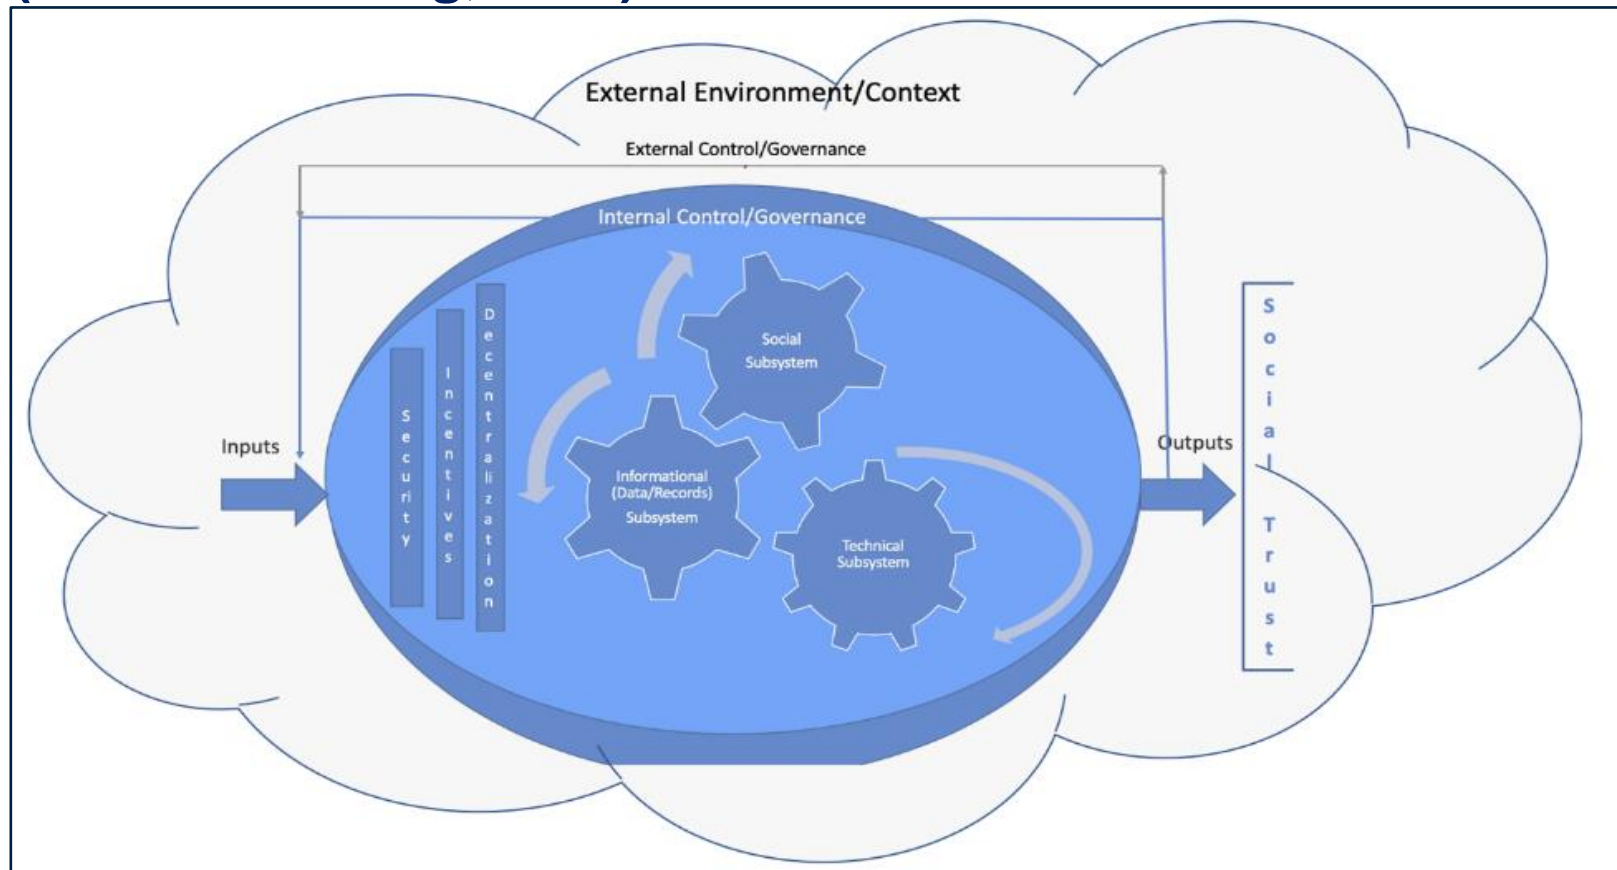 External Environment/Context
External Control/Governance
Internal Control/Governance
Inputs
Security
Incentives
Decentralization
Social
Subsystem
Informational
(Data/Records)
Subsystem
Technical
Subsystem
Outputs
Social Trust